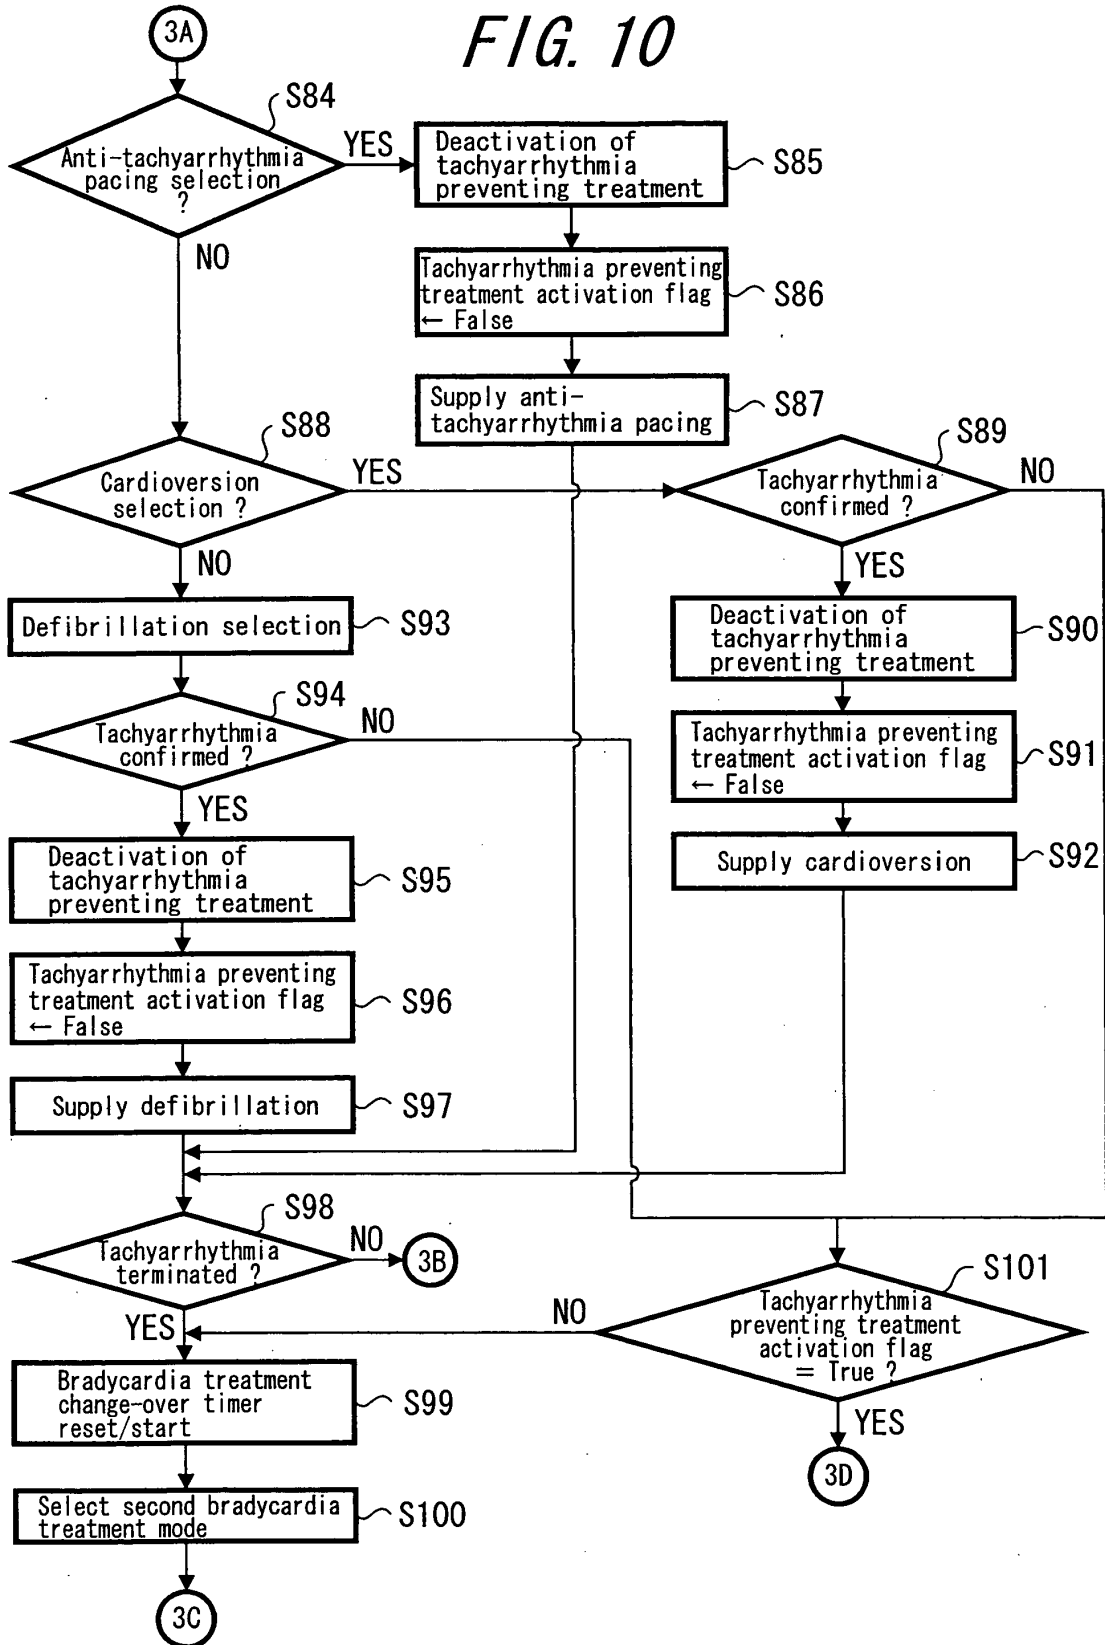 FIG. 10
3A
S84
Anti-tachyarrhythmia
pacing selection
?
YES
NO
Deactivation of
tachyarrhythmia
preventing treatment
S85
Tachyarrhythmia preventing
treatment activation flag
← False
S86
Supply anti-
tachyarrhythmia pacing
S87
S88
Cardioversion
selection ?
YES
NO
S89
Tachyarrhythmia
confirmed ?
NO
YES
Deactivation of
tachyarrhythmia
preventing treatment
S90
Tachyarrhythmia preventing
treatment activation flag
← False
S91
Supply cardioversion
S92
Defibrillation selection
S93
S94
Tachyarrhythmia
confirmed ?
NO
YES
Deactivation of
tachyarrhythmia
preventing treatment
S95
Tachyarrhythmia preventing
treatment activation flag
← False
S96
Supply defibrillation
S97
S98
Tachyarrhythmia
terminated ?
NO
3B
YES
S101
Tachyarrhythmia
preventing treatment
activation flag
= True ?
NO
YES
3D
Bradycardia treatment
change-over timer
reset/start
S99
Select second bradycardia
treatment mode
S100
3C